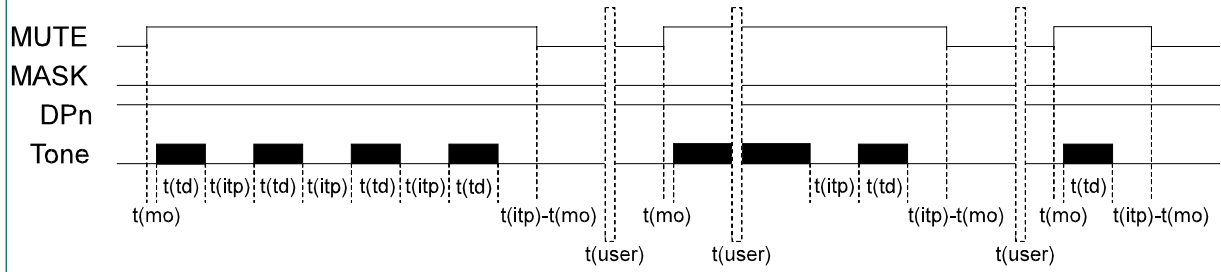 MUTE
MASK
DPn
Tone
t(td) t(itp) t(td) t(itp) t(td) t(itp) t(td) t(itp) t(td) t(td)
t(mo) t(itp)-t(mo) t(mo) t(itp)-t(mo) t(mo) t(itp)-t(mo)
t(user) t(user) t(user)